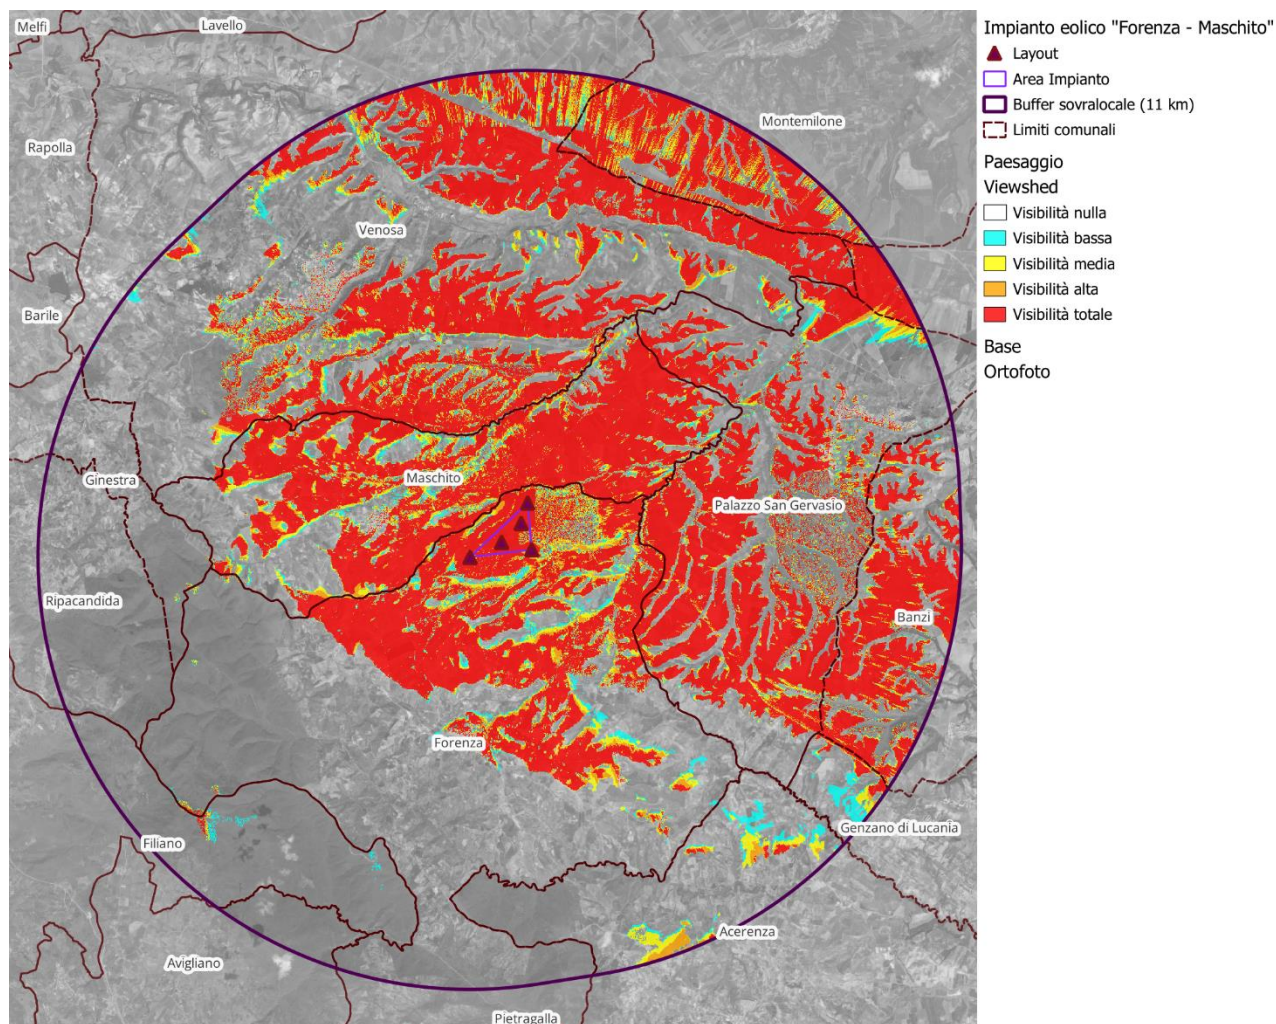 Melfi
Lavello
Montemilone
Rapolla
Venosa
Barile
Maschito
Ginestra
Palazzo San Gervasio
Ripacandida
Banzi
Forenza
Genzano di Lucania
Filiano
Acerenza
Avigliano
Pietragalla
Impianto eolico "Forenza - Maschito"
Layout
Area Impianto
Buffer sovralocale (11 km)
Limiti comunali
Paesaggio
Viewshed
Visibilità nulla
Visibilità bassa
Visibilità media
Visibilità alta
Visibilità totale
Base
Ortofoto